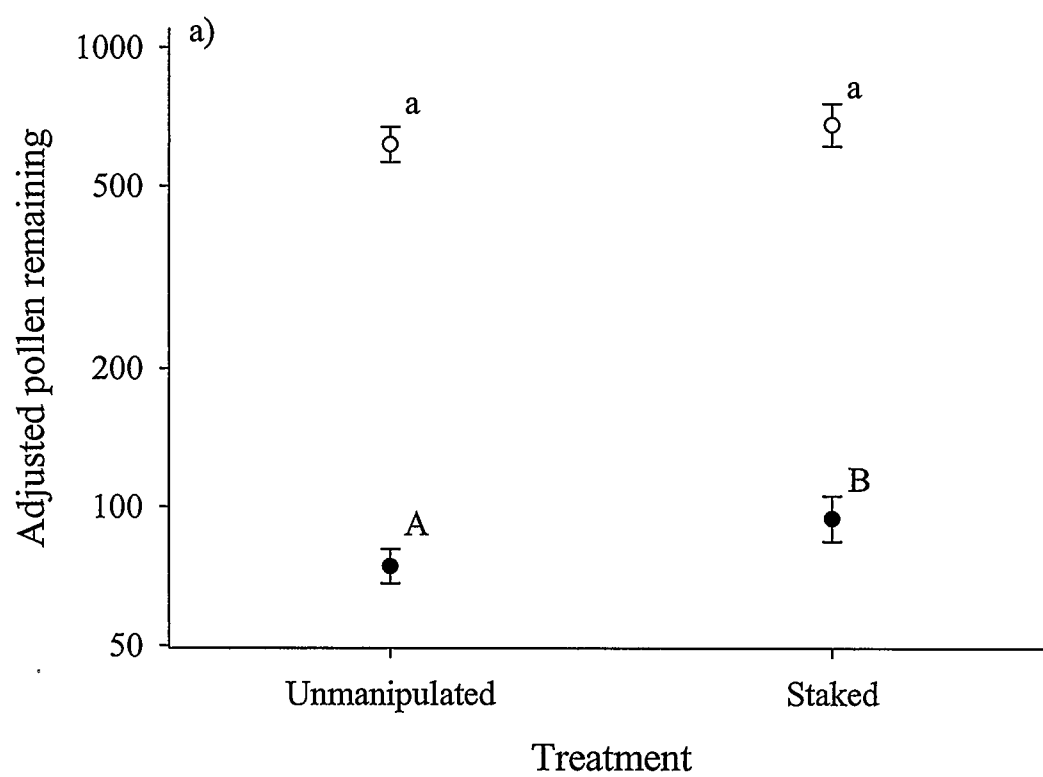 a)
1000
500
200
100
50
Adjusted pollen remaining
a
a
A
B
Unmanipulated
Staked
Treatment